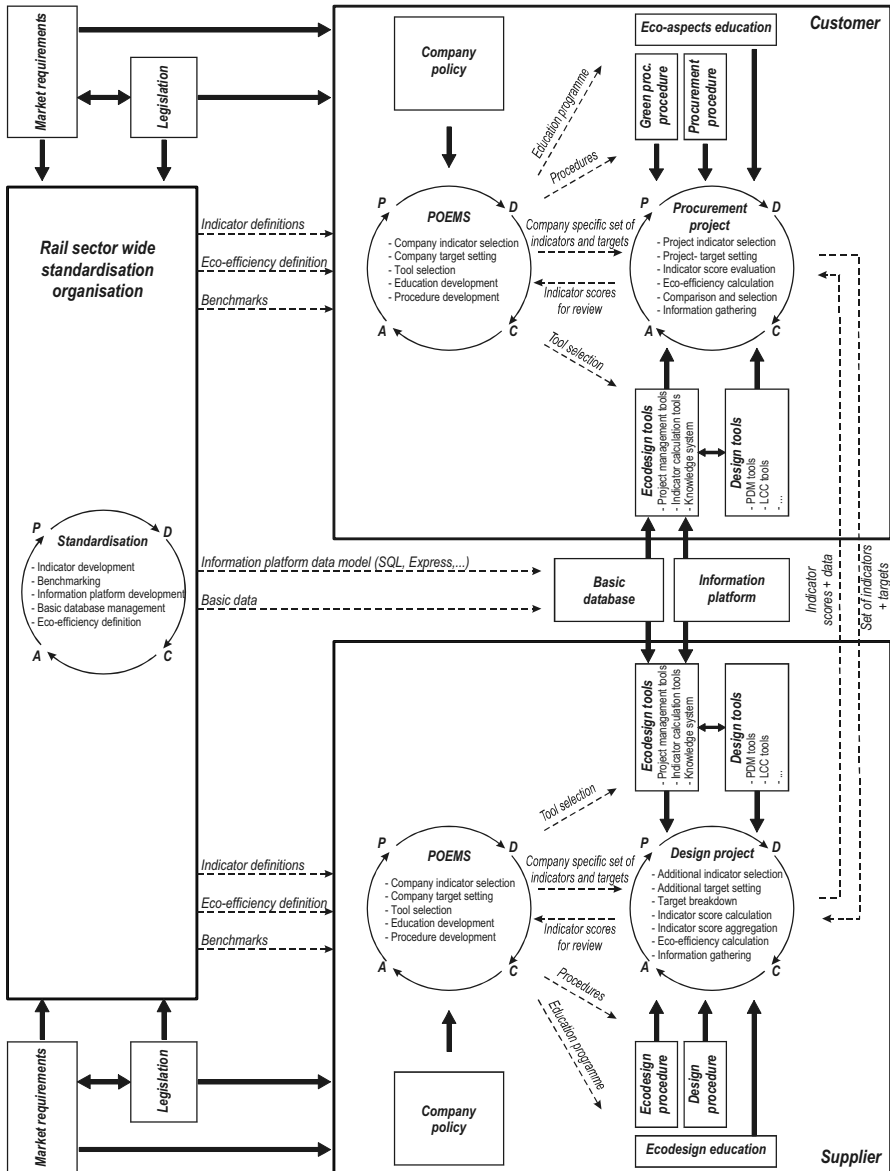 Market requirements
Legislation
Customer
Company
policy
Eco-aspects education
Green proc.
procedure
Procurement
procedure
Education programme
Procedures
Rail sector wide
standardisation
organisation
Indicator definitions
Eco-efficiency definition
Benchmarks
P
D
C
A
POEMS
- Company indicator selection
- Company target setting
- Tool selection
- Education development
- Procedure development
Company specific set of
indicators and targets
Indicator scores
for review
Tool selection
P
D
C
A
Procurement
project
- Project indicator selection
- Project- target setting
- Indicator score evaluation
- Eco-efficiency calculation
- Comparison and selection
- Information gathering
Ecodesign tools
- Project management tools
- Indicator calculation tools
- Knowledge system
Design tools
- PDM tools
- LCC tools
- ...
P
D
C
A
Standardisation
- Indicator development
- Benchmarking
- Information platform development
- Basic database management
- Eco-efficiency definition
Information platform data model (SQL, Express,...)
Basic data
Basic
database
Information
platform
Indicator
scores + data
Set of indicators
+ targets
Ecodesign tools
- Project management tools
- Indicator calculation tools
- Knowledge system
Design tools
- PDM tools
- LCC tools
- ...
Tool selection
Indicator definitions
Eco-efficiency definition
Benchmarks
P
D
C
A
POEMS
- Company indicator selection
- Company target setting
- Tool selection
- Education development
- Procedure development
Company specific set of
indicators and targets
Indicator scores
for review
P
D
C
A
Design project
- Additional indicator selection
- Additional target setting
- Target breakdown
- Indicator score calculation
- Indicator score aggregation
- Eco-efficiency calculation
- Information gathering
Procedures
Education programme
Market requirements
Legislation
Company
policy
Ecodesign
procedure
Design
procedure
Ecodesign education
Supplier